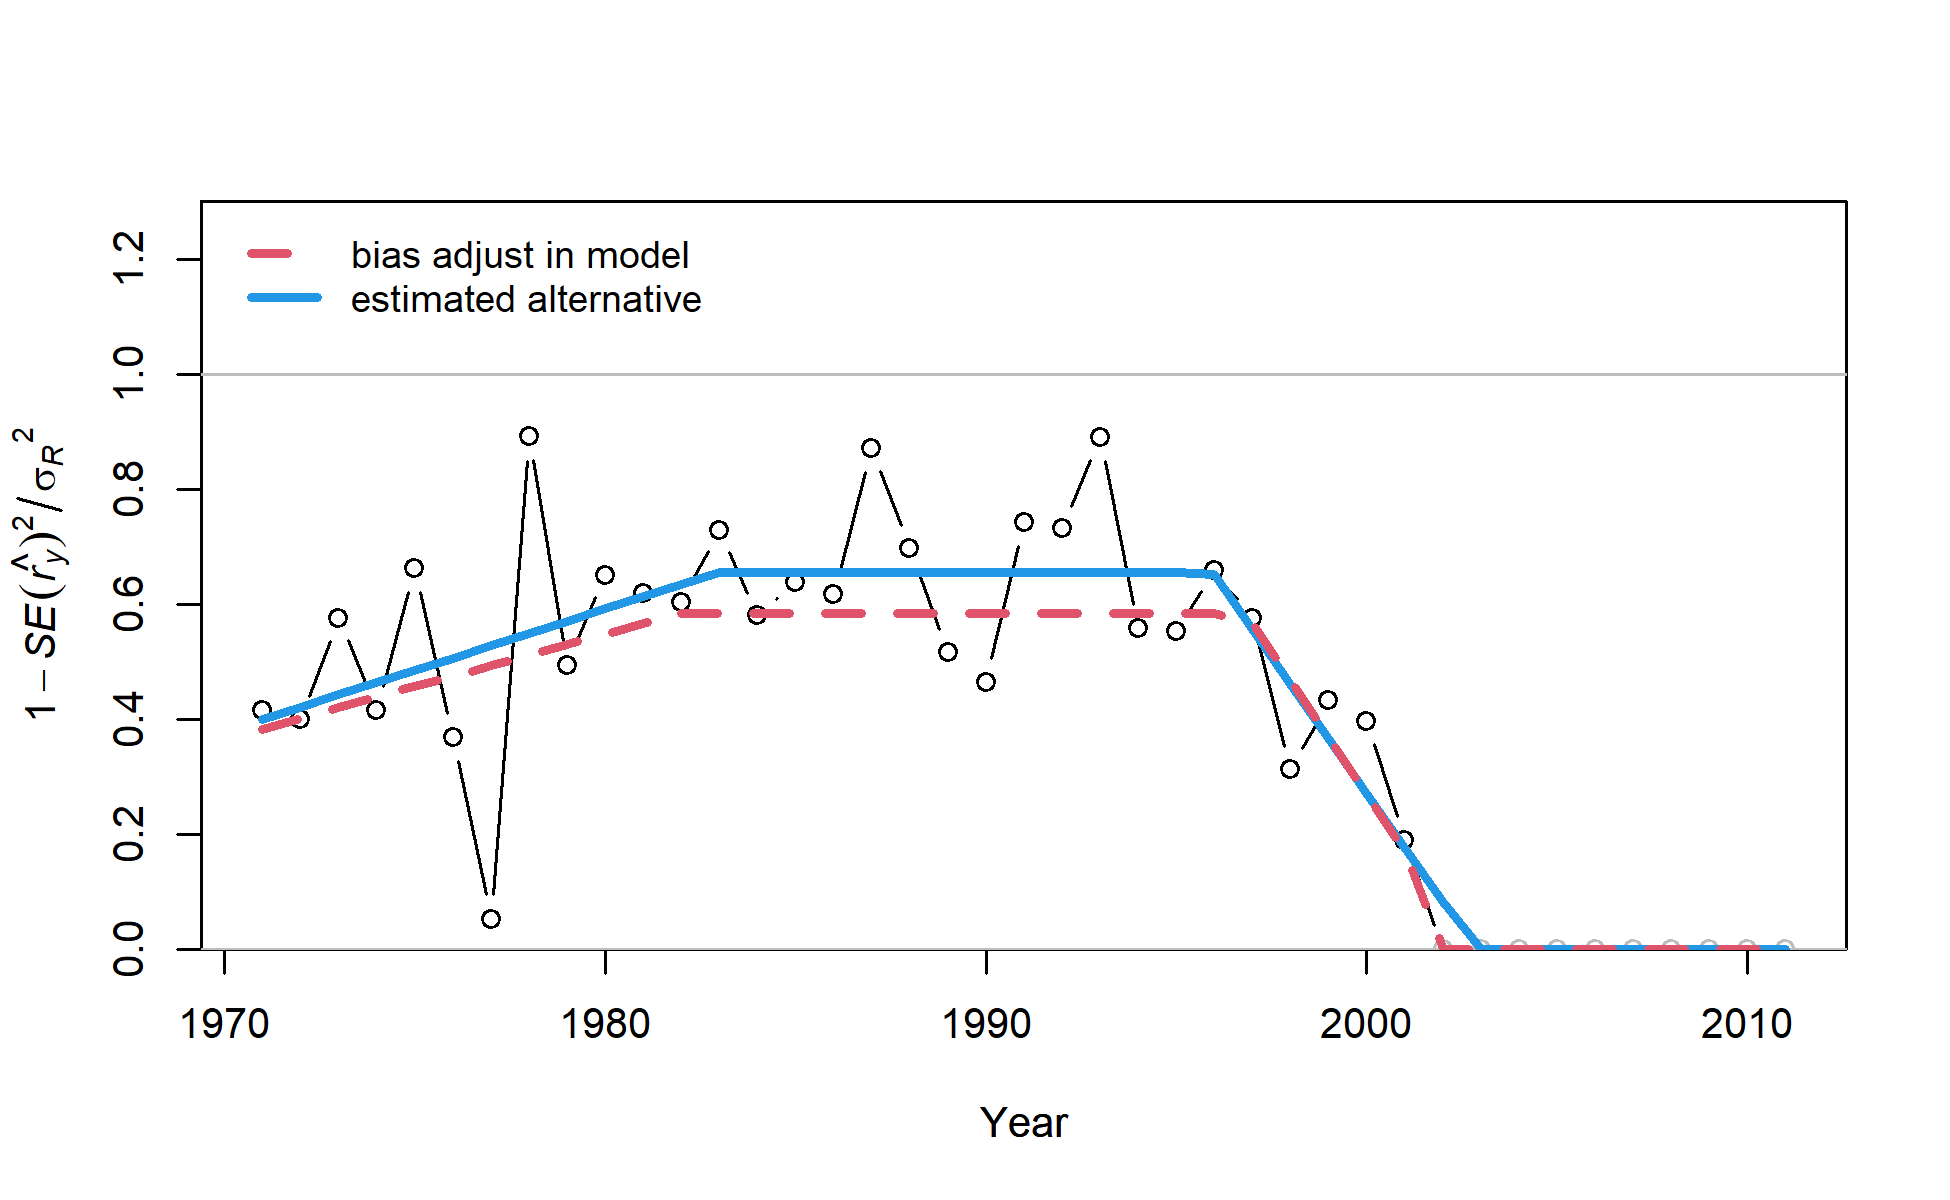 bias adjust in model
estimated alternative
1.2
1.0
0.8
0.6
0.4
0.2
0.0
1 − SE(r̂y)²/σR²
1970 1980 1990 2000 2010
Year